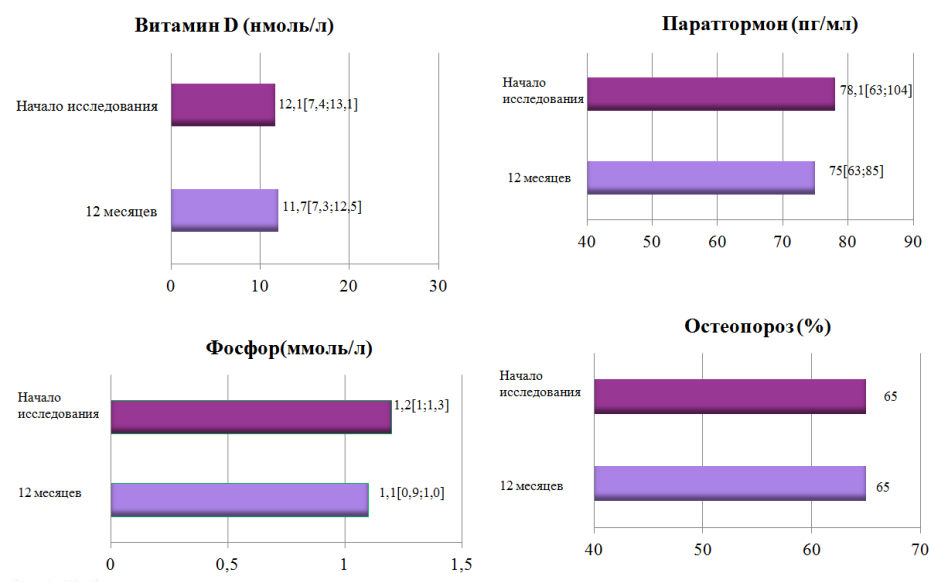 Витамин D (нмоль/л)
Начало исследования
12,1[7,4;13,1]
12 месяцев
11,7[7,3;12,5]
0 10 20 30
Паратгормон (пг/мл)
Начало
исследования
78,1[63;104]
12 месяцев
75[63;85]
40 50 60 70 80 90
Фосфор(ммоль/л)
Начало
исследования
1,2[1;1,3]
12 месяцев
1,1[0,9;1,0]
0 0,5 1 1,5
Остеопороз (%)
Начало
исследования
65
12 месяцев
65
40 50 60 70